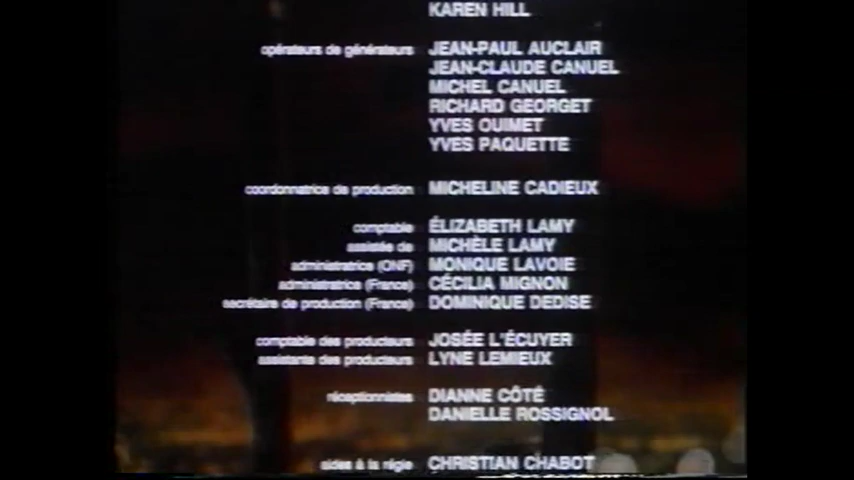 KAREN HILL
opérateurs de générateurs JEAN-PAUL AUCLAIR
JEAN-CLAUDE CANUEL
MICHEL CANUEL
RICHARD GEORGET
YVES OUIMET
YVES PAQUETTE
coordonnatrice de production MICHELINE CADIEUX
comptable ÉLIZABETH LAMY
assistée de MICHÈLE LAMY
administratrice (ONF) MONIQUE LAVOIE
administratrice (France) CÉCILIA MIGNON
secrétaire de production (France) DOMINIQUE DEDISE
comptable des producteurs JOSÉE L'ÉCUYER
assistante des producteurs LYNE LEMIEUX
réceptionnistes DIANNE CÔTÉ
DANIELLE ROSSIGNOL
aides à la régie CHRISTIAN CHABOT